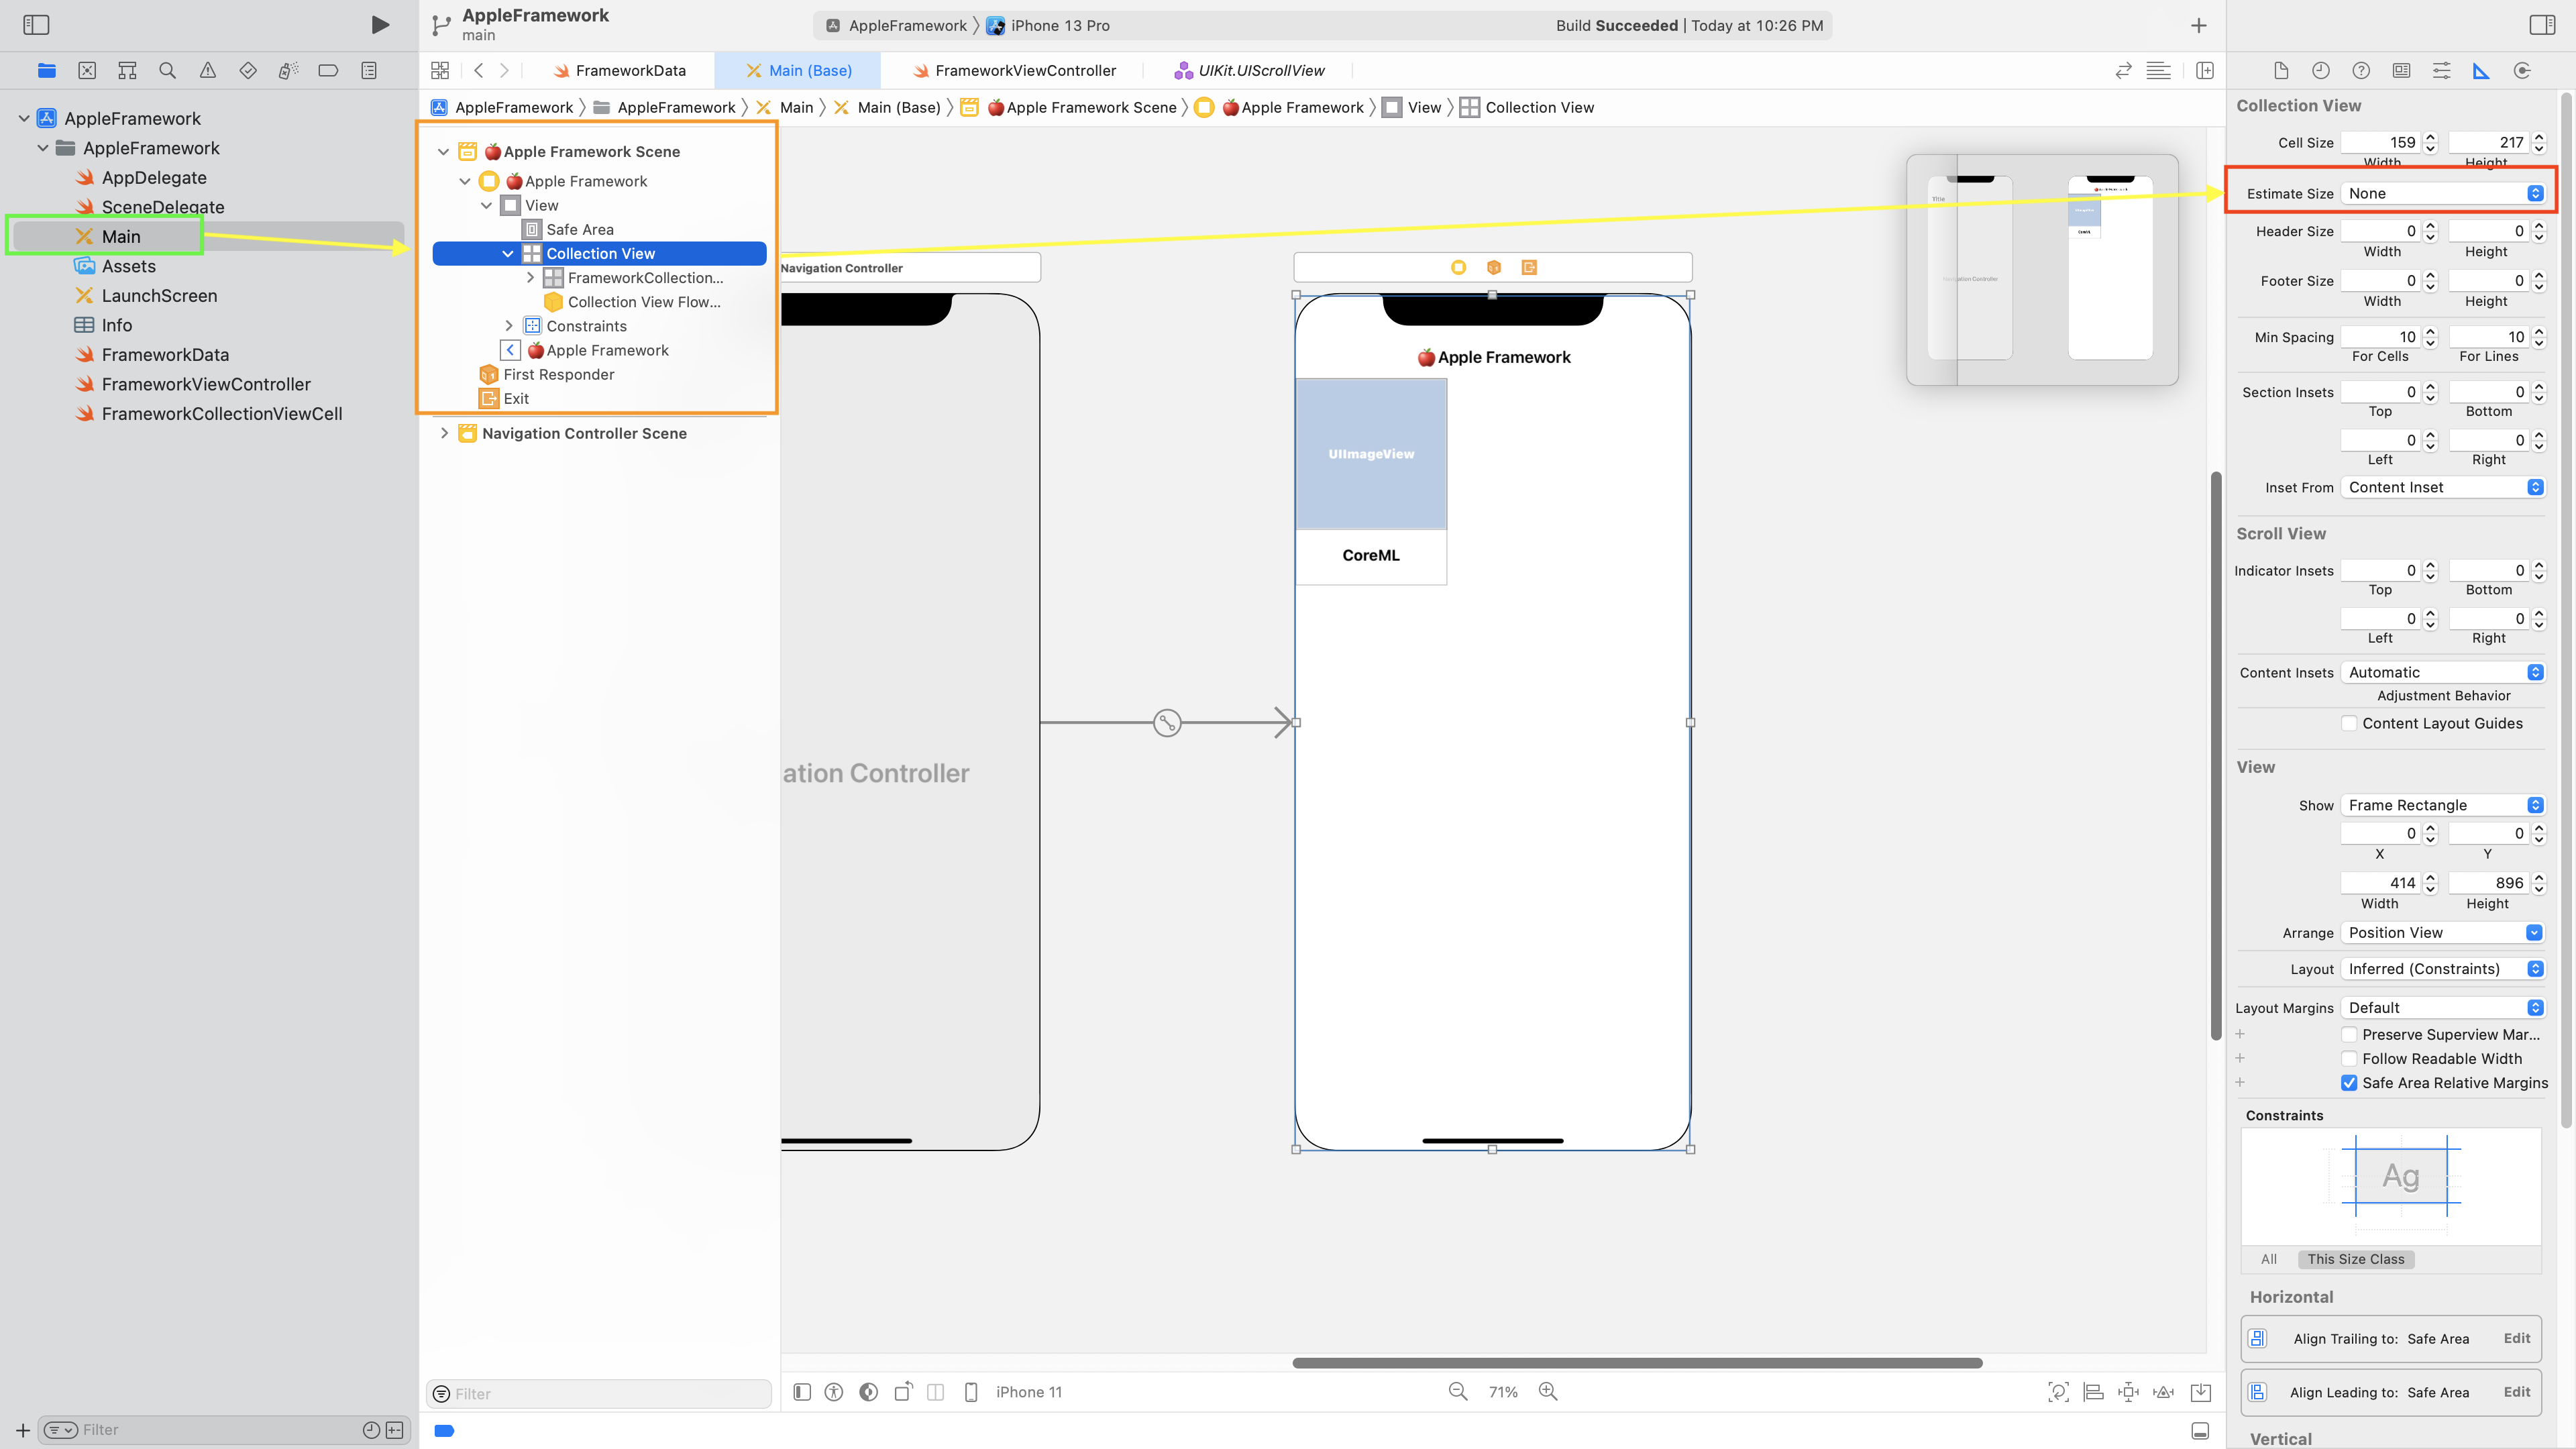 AppleFramework
main
AppleFramework
iPhone 13 Pro
Build Succeeded | Today at 10:26 PM
FrameworkData
Main (Base)
FrameworkViewController
UIKit.UIScrollView
AppleFramework
AppleFramework
Main
Main (Base)
Apple Framework Scene
Apple Framework
View
Collection View
AppleFramework
AppleFramework
AppDelegate
SceneDelegate
Main
Assets
LaunchScreen
Info
FrameworkData
FrameworkViewController
FrameworkCollectionViewCell
Filter
Apple Framework Scene
Apple Framework
View
Safe Area
Collection View
FrameworkCollection...
Collection View Flow...
Constraints
Apple Framework
First Responder
Exit
Navigation Controller Scene
Filter
Navigation Controller
ation Controller
Apple Framework
UIImageView
CoreML
Title
Navigation Controller
UIImageView
CoreML
iPhone 11
71%
Collection View
Cell Size 159 217
Width Height
Estimate Size None
Header Size 0 0
Width Height
Footer Size 0 0
Width Height
Min Spacing 10 10
For Cells For Lines
Section Insets 0 0
Top Bottom
0 0
Left Right
Inset From Content Inset
Scroll View
Indicator Insets 0 0
Top Bottom
0 0
Left Right
Content Insets Automatic
Adjustment Behavior
Content Layout Guides
View
Show Frame Rectangle
0 0
X Y
414 896
Width Height
Arrange Position View
Layout Inferred (Constraints)
Layout Margins Default
Preserve Superview Mar...
Follow Readable Width
Safe Area Relative Margins
Constraints
Ag
All This Size Class
Horizontal
Align Trailing to: Safe Area Edit
Align Leading to: Safe Area Edit
Vertical